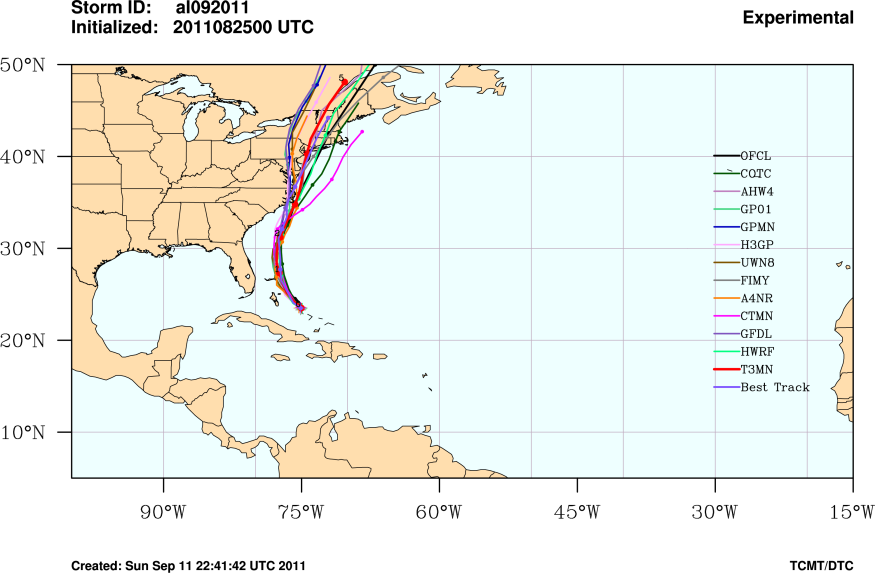 Storm ID: al092011
Initialized: 2011082500 UTC
Experimental
50°N
40°N
30°N
20°N
10°N
OFCL
CQTC
AHW4
GP01
GPMN
H3GP
UWN8
FIMY
A4NR
CTMN
GFDL
HWRF
T3MN
Best Track
90°W 75°W 60°W 45°W 30°W 15°W
Created: Sun Sep 11 22:41:42 UTC 2011
TCMT/DTC